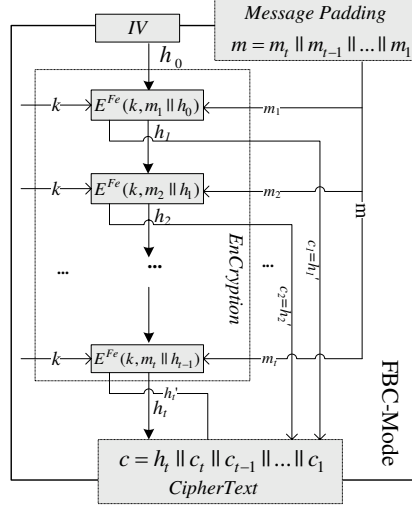 IV
Message Padding
m = m_t || m_{t-1} || ... || m_1
h_0
k
E^{Fe}(k, m_1 || h_0)
m_1
h_1
k
E^{Fe}(k, m_2 || h_1)
m_2
h_2
m
c_1=h_1'
c_2=h_2'
EnCryption
...
...
...
k
E^{Fe}(k, m_t || h_{t-1})
m_t
h_t'
h_t
FBC-Mode
c = h_t || c_t || c_{t-1} || ... || c_1
CipherText